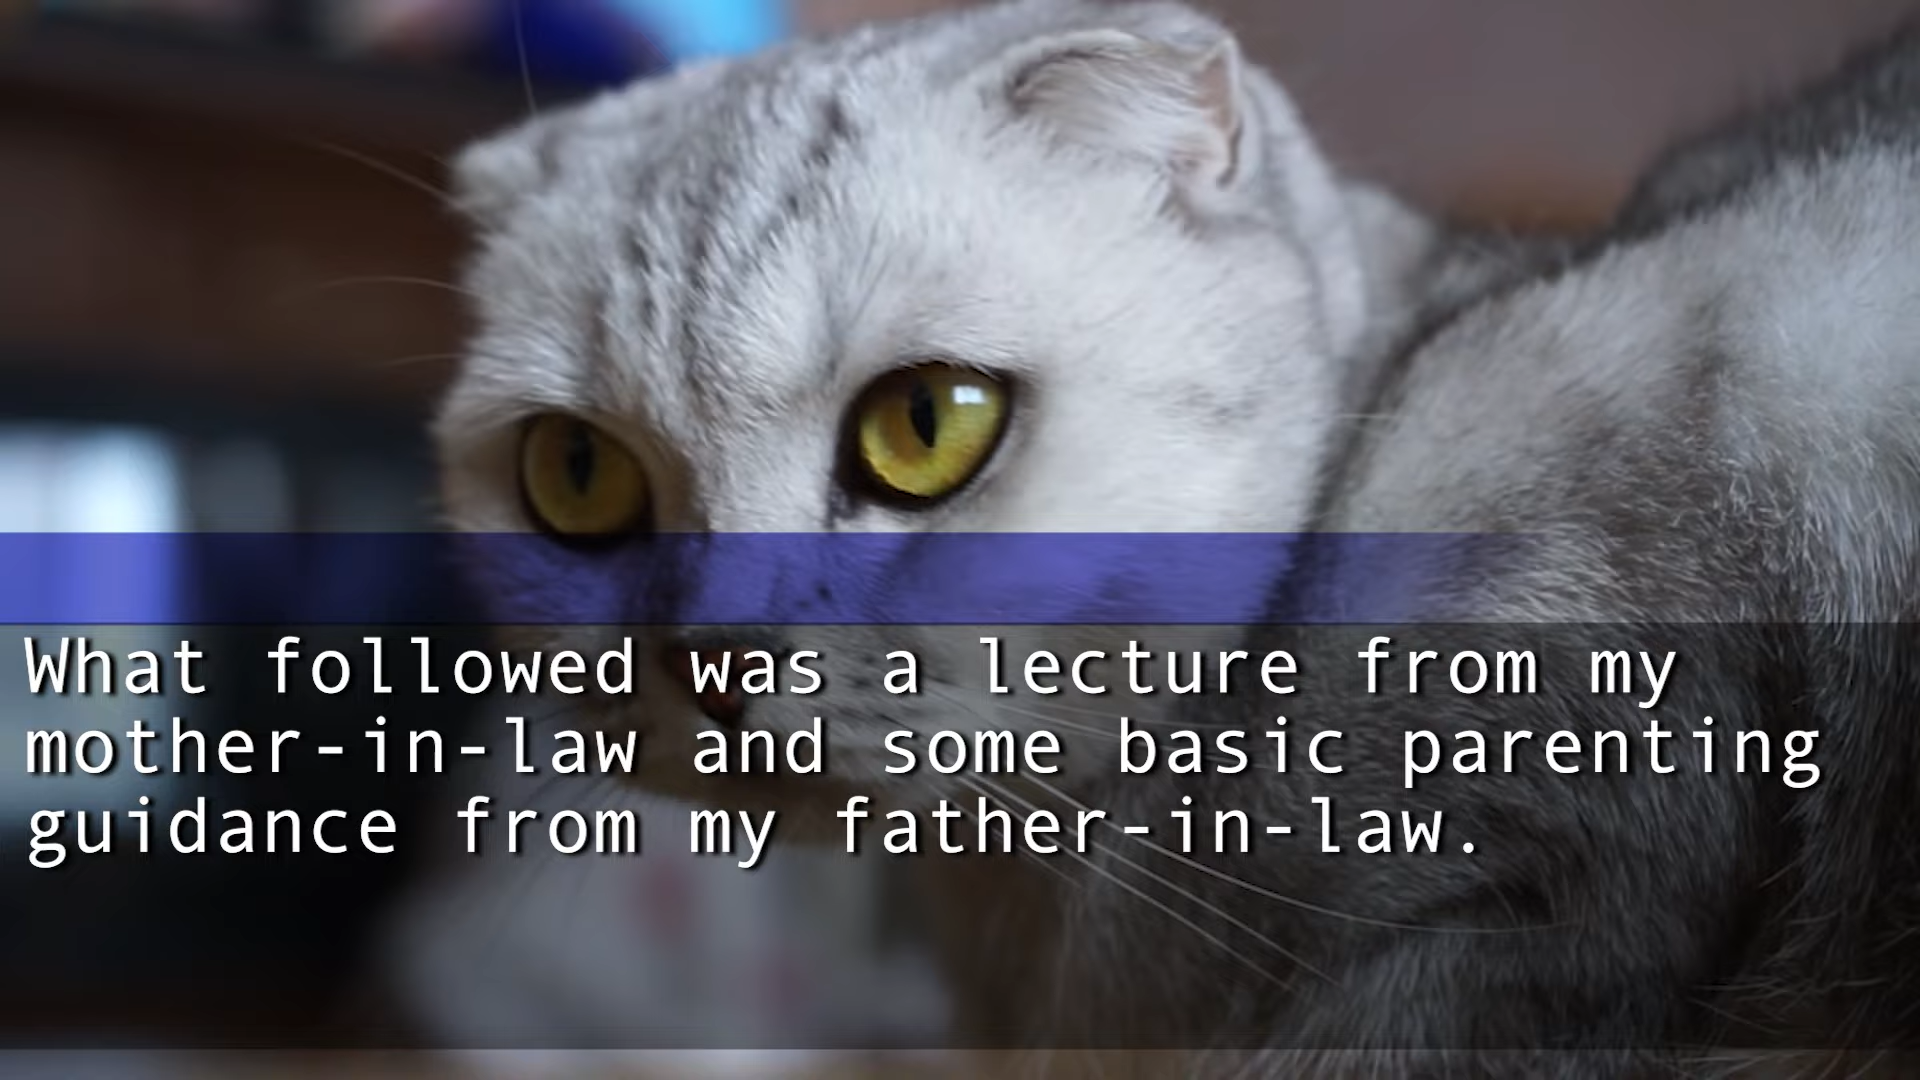 What followed was a lecture from my
mother-in-law and some basic parenting
guidance from my father-in-law.